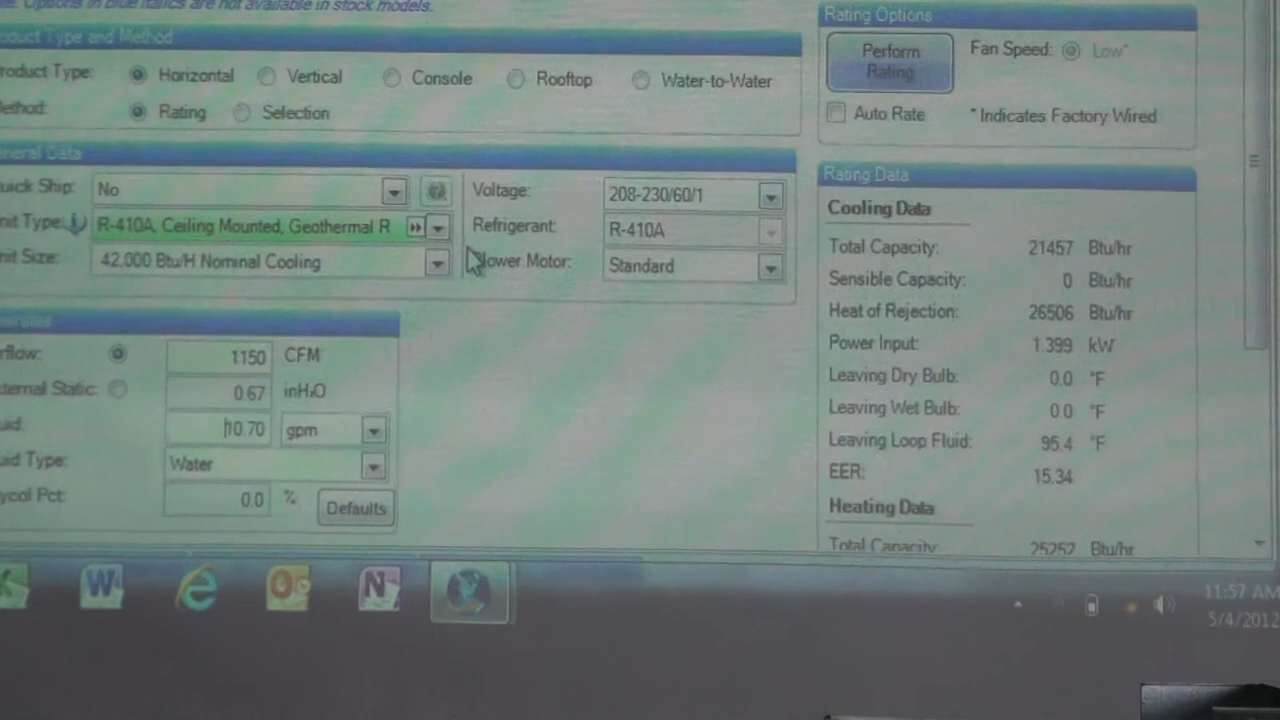 Options in blue italics are not available in stock models.
Product Type and Method
Product Type: Horizontal Vertical Console Rooftop Water-to-Water
Method: Rating Selection
General Data
Quick Ship: No
Unit Type: R-410A, Ceiling Mounted, Geothermal R
Unit Size: 42,000 Btu/H Nominal Cooling
Voltage: 208-230/60/1
Refrigerant: R-410A
lower Motor: Standard
rflow: 1150 CFM
ternal Static: 0.67 inH2O
uid: 10.70 gpm
uid Type: Water
ycol Pct: 0.0 %
Defaults
Rating Options
Perform Rating
Fan Speed: Low*
Auto Rate
* Indicates Factory Wired
Rating Data
Cooling Data
Total Capacity: 21457 Btu/hr
Sensible Capacity: 0 Btu/hr
Heat of Rejection: 26506 Btu/hr
Power Input: 1.399 kW
Leaving Dry Bulb: 0.0 °F
Leaving Wet Bulb: 0.0 °F
Leaving Loop Fluid: 95.4 °F
EER: 15.34
Heating Data
Total Capacity: 25252 Btu/hr
W
N
11:57 AM
5/4/2012